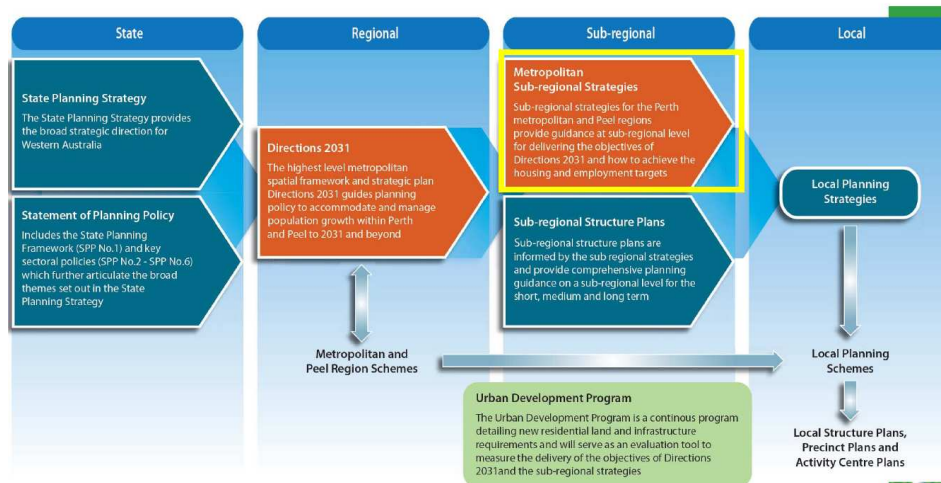 State
Regional
Sub-regional
Local
State Planning Strategy
The State Planning Strategy provides
the broad strategic direction for
Western Australia
Statement of Planning Policy
Includes the State Planning
Framework (SPP No.1) and key
sectoral policies (SPP No.2 - SPP No.6)
which further articulate the broad
themes set out in the State
Planning Strategy
Directions 2031
The highest level metropolitan
spatial framework and strategic plan
Directions 2031 guides planning
policy to accommodate and manage
population growth within Perth
and Peel to 2031 and beyond
Metropolitan and
Peel Region Schemes
Metropolitan
Sub-regional Strategies
Sub-regional strategies for the Perth
metropolitan and Peel regions
provide guidance at sub-regional level
for delivering the objectives of
Directions 2031 and how to achieve the
housing and employment targets
Sub-regional Structure Plans
Sub-regional structure plans are
informed by the sub regional strategies
and provide comprehensive planning
guidance on a sub-regional level for the
short, medium and long term
Urban Development Program
The Urban Development Program is a continous program
detailing new residential land and infrastructure
requirements and will serve as an evaluation tool to
measure the delivery of the objectives of Directions
2031and the sub-regional strategies
Local Planning
Strategies
Local Planning
Schemes
Local Structure Plans,
Precinct Plans and
Activity Centre Plans